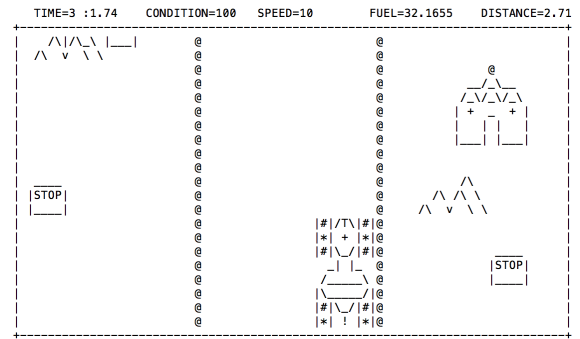 TIME=3 :1.74 CONDITION=100 SPEED=10 FUEL=32.1655 DISTANCE=2.71
STOP
STOP